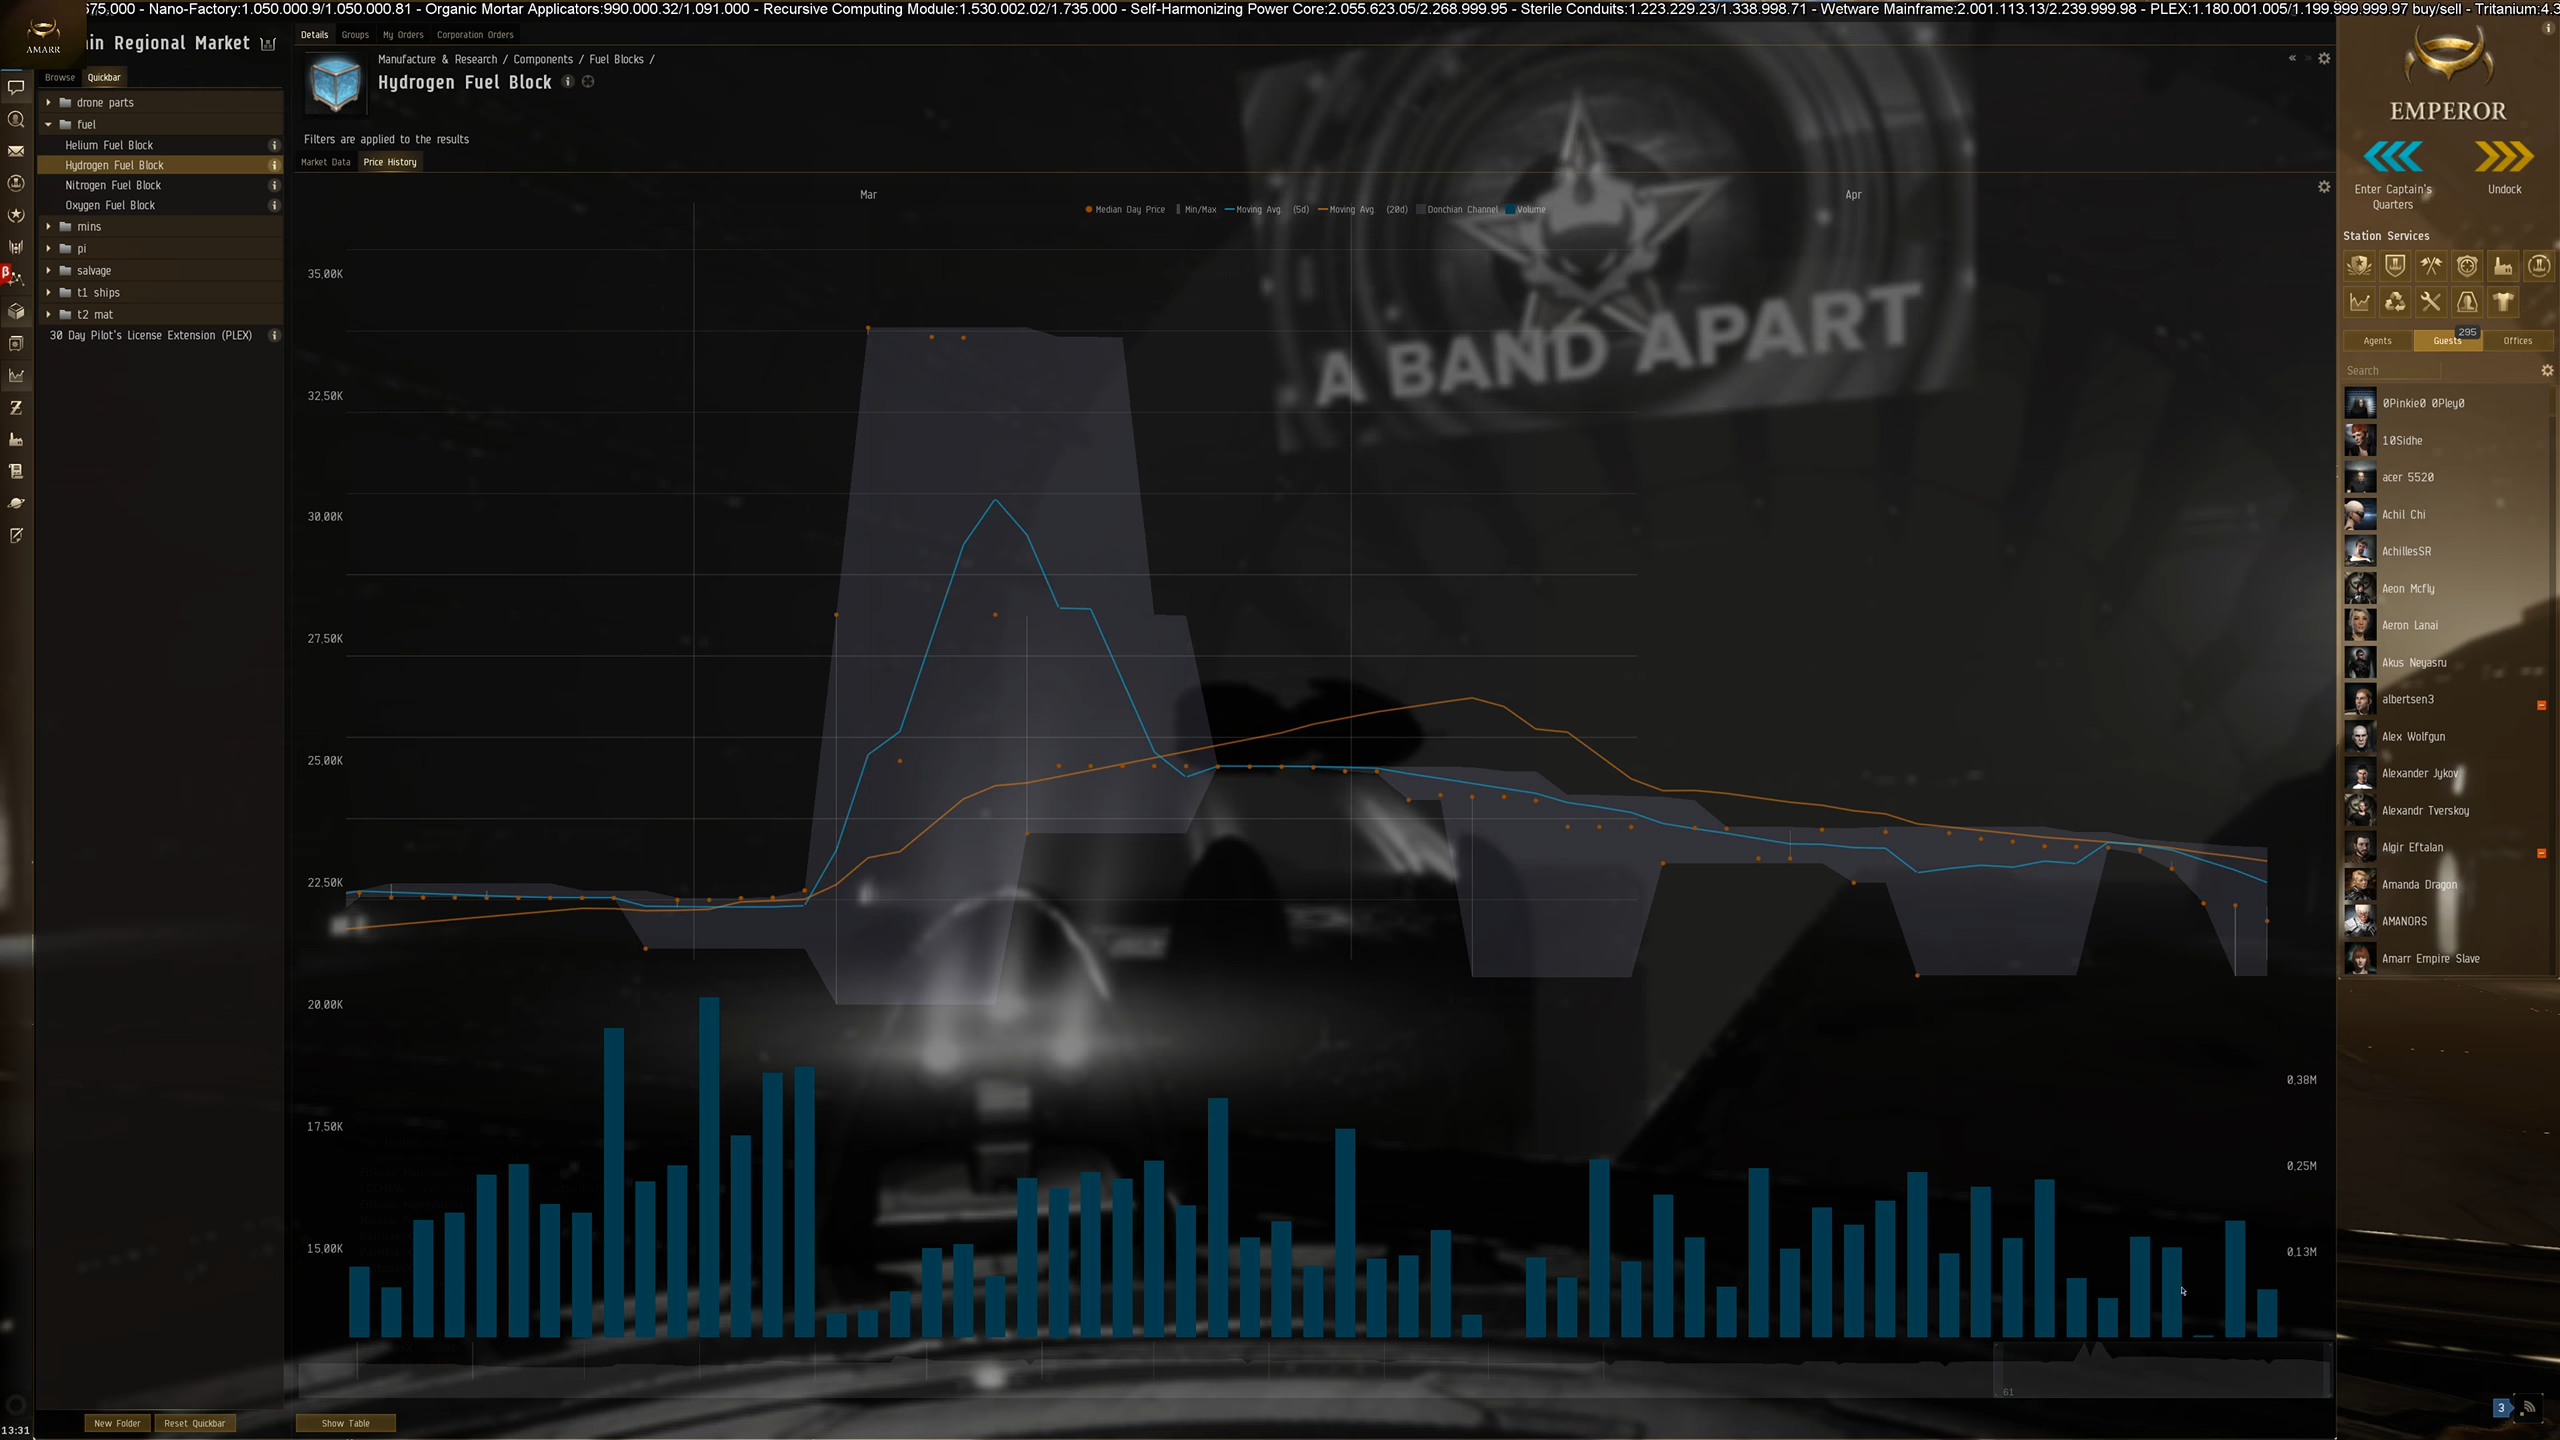 575,000 - Nano-Factory:1.050.000.9/1.050.000.81 - Organic Mortar Applicators:990.000.32/1.091.000 - Recursive Computing Module:1.530.002.02/1.735.000 - Self-Harmonizing Power Core:2.055.623.05/2.268.999.95 - Sterile Conduits:1.223.229.23/1.338.998.71 - Wetware Mainframe:2.001.113.13/2.239.999.98 - PLEX:1.180.001.005/1.199.999.999.97 buy/sell - Tritanium:4.3
AMARR
in Regional Market
Browse Quickbar
drone parts
fuel
Helium Fuel Block
Hydrogen Fuel Block
Nitrogen Fuel Block
Oxygen Fuel Block
mins
pi
salvage
t1 ships
t2 mat
30 Day Pilot's License Extension (PLEX)
β
Details Groups My Orders Corporation Orders
Manufacture & Research / Components / Fuel Blocks /
Hydrogen Fuel Block
Filters are applied to the results
Market Data Price History
Mar
Apr
Median Day Price Min/Max Moving Avg. (5d) Moving Avg. (20d) Donchian Channel Volume
A BAND APART
35,00K
32,50K
30,00K
27,50K
25,00K
22,50K
20,00K
17,50K
15,00K
0,38M
0,25M
0,13M
61
New Folder Reset Quickbar
Show Table
13:31
EMPEROR
Enter Captain's Quarters
Undock
Station Services
295
Agents Guests Offices
Search
0Pinkie0 0Pley0
10Sidhe
acer 5520
Achil Chi
AchillesSR
Aeon Mcfly
Aeron Lanai
Akus Neyasru
albertsen3
Alex Wolfgun
Alexander Jykov
Alexandr Tverskoy
Algir Eftalan
Amanda Dragon
AMANORS
Amarr Empire Slave
3